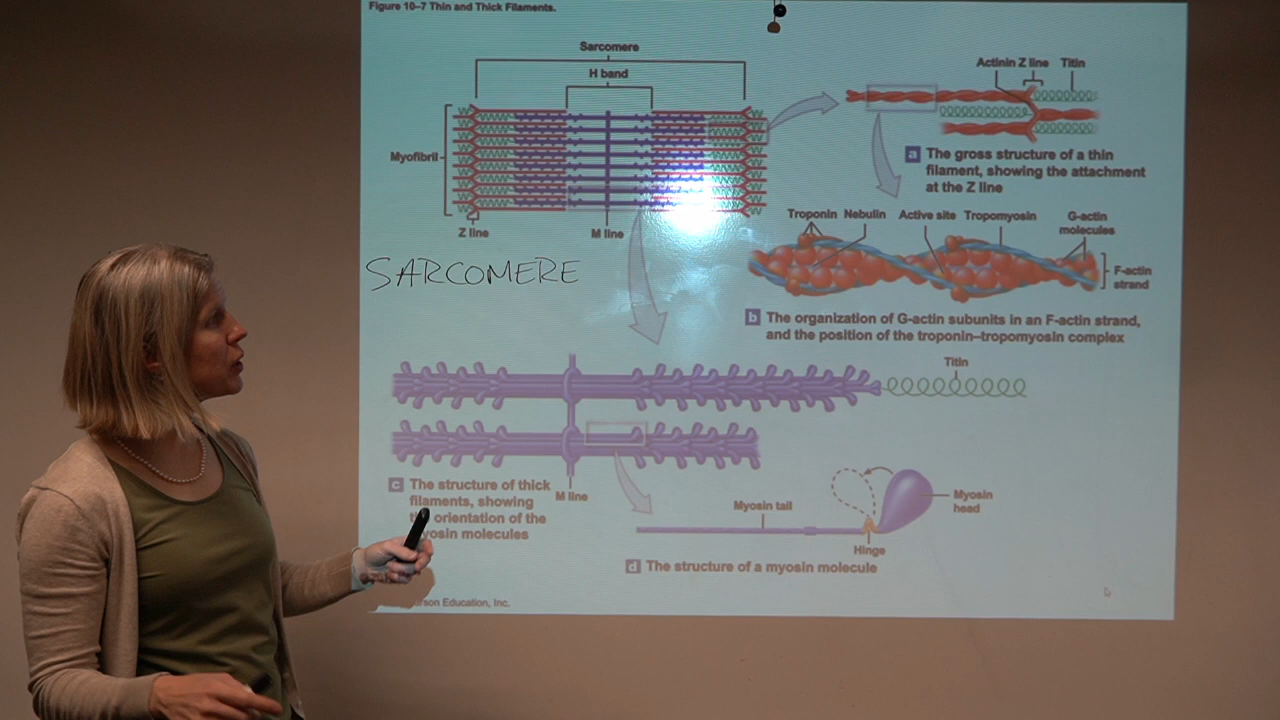 Figure 10–7 Thin and Thick Filaments.
Sarcomere
H band
Myofibril
Z line
M line
SARCOMERE
Actinin Z line Titin
a The gross structure of a thin
filament, showing the attachment
at the Z line
Troponin Nebulin Active site Tropomyosin G-actin
molecules
F-actin
strand
b The organization of G-actin subunits in an F-actin strand,
and the position of the troponin–tropomyosin complex
Titin
M line
c The structure of thick
filaments, showing
orientation of the
molecules
Myosin tail
Myosin
head
Hinge
d The structure of a myosin molecule
Education, Inc.